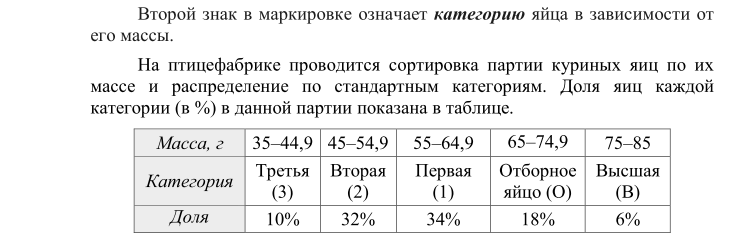 Второй знак в маркировке означает категорию яйца в зависимости от
его массы.
На птицефабрике проводится сортировка партии куриных яиц по их
массе и распределение по стандартным категориям. Доля яиц каждой
категории (в %) в данной партии показана в таблице.
Масса, г 35–44,9 45–54,9 55–64,9 65–74,9 75–85
Категория Третья (3) Вторая (2) Первая (1) Отборное яйцо (О) Высшая (В)
Доля 10% 32% 34% 18% 6%